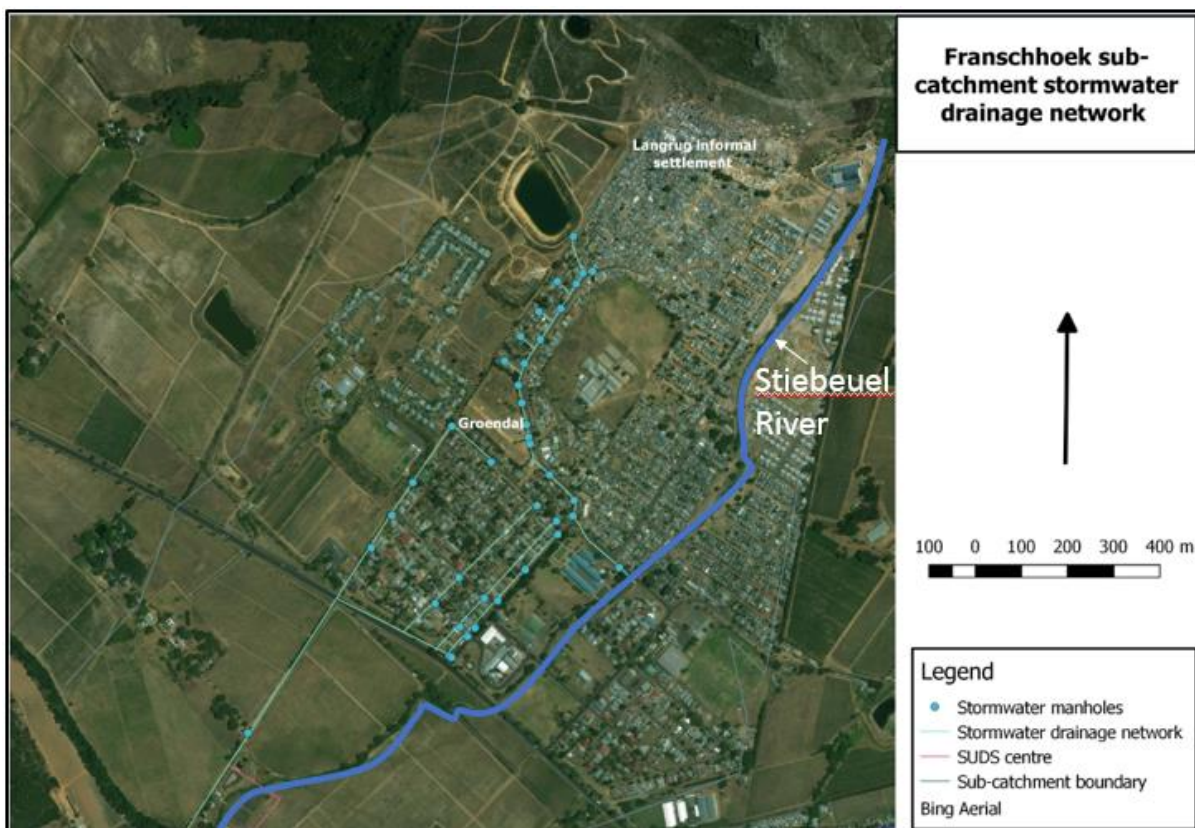 Franschhoek sub-
catchment stormwater
drainage network
Langrug informal
settlement
Stiebeuel
River
Groendal
100 0 100 200 300 400 m
Legend
Stormwater manholes
Stormwater drainage network
SUDS centre
Sub-catchment boundary
Bing Aerial